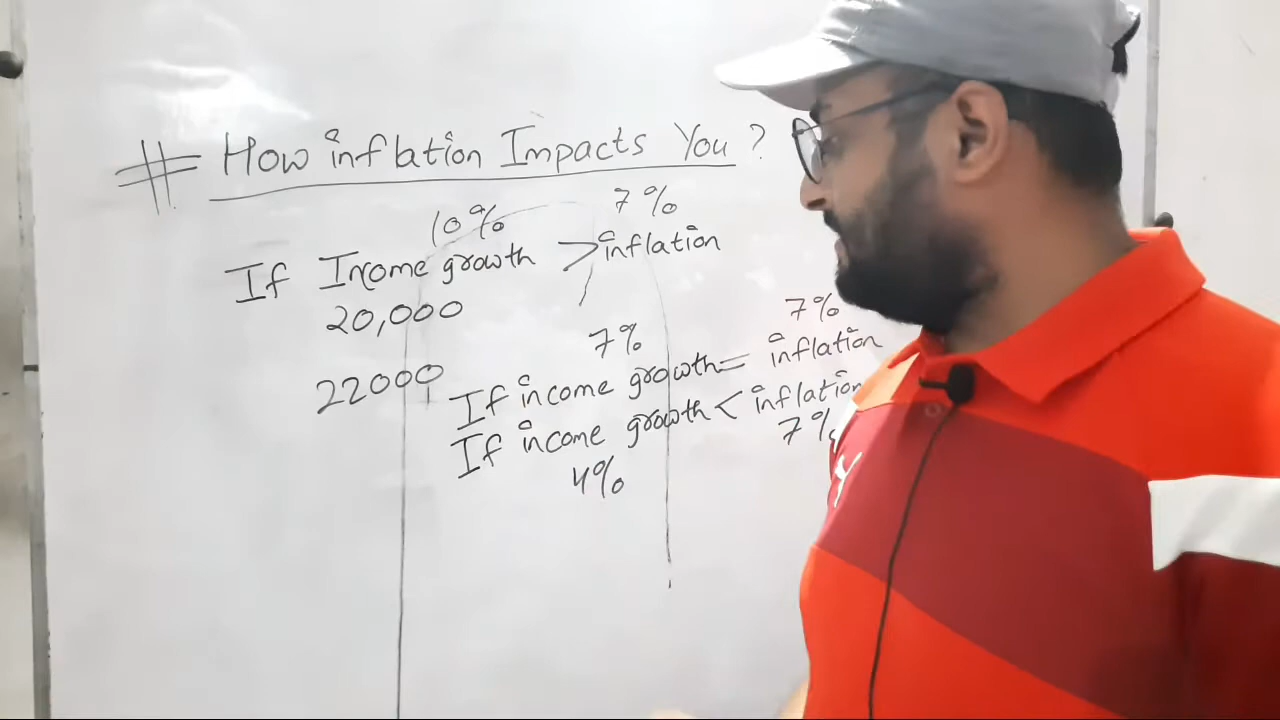 # How inflation Impacts You ?
10% 7%
If Income growth > inflation
20,000
22000
7% 7%
If income growth = inflation
If income growth < inflation
4% 7%